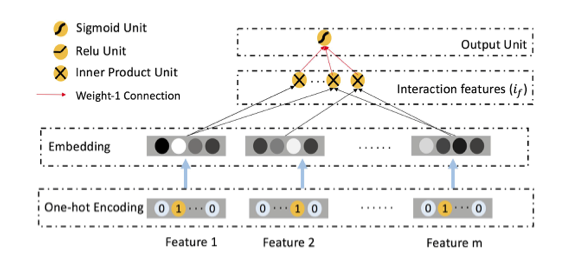 Sigmoid Unit
Relu Unit
Inner Product Unit
Weight-1 Connection
Output Unit
...
Interaction features (i_f)
Embedding
......
One-hot Encoding
0 1 ... 0
0 ... 1 0
......
0 1 ... 0
Feature 1
Feature 2
Feature m